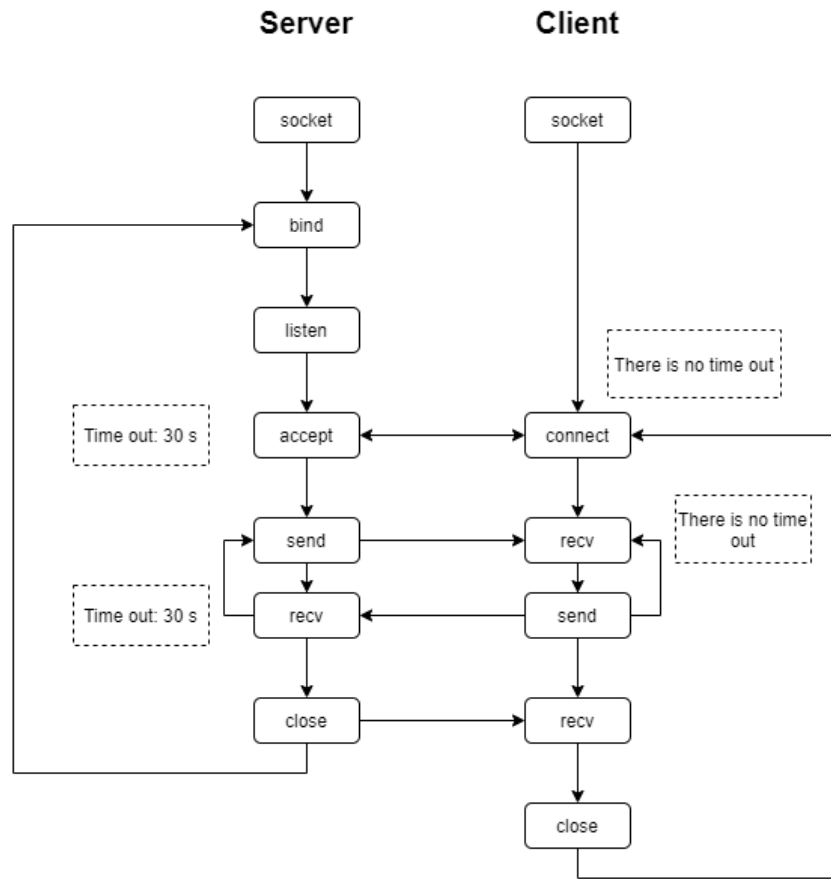 Server
Client
socket
socket
bind
listen
There is no time out
Time out: 30 s
accept
connect
send
recv
There is no time
out
Time out: 30 s
recv
send
close
recv
close